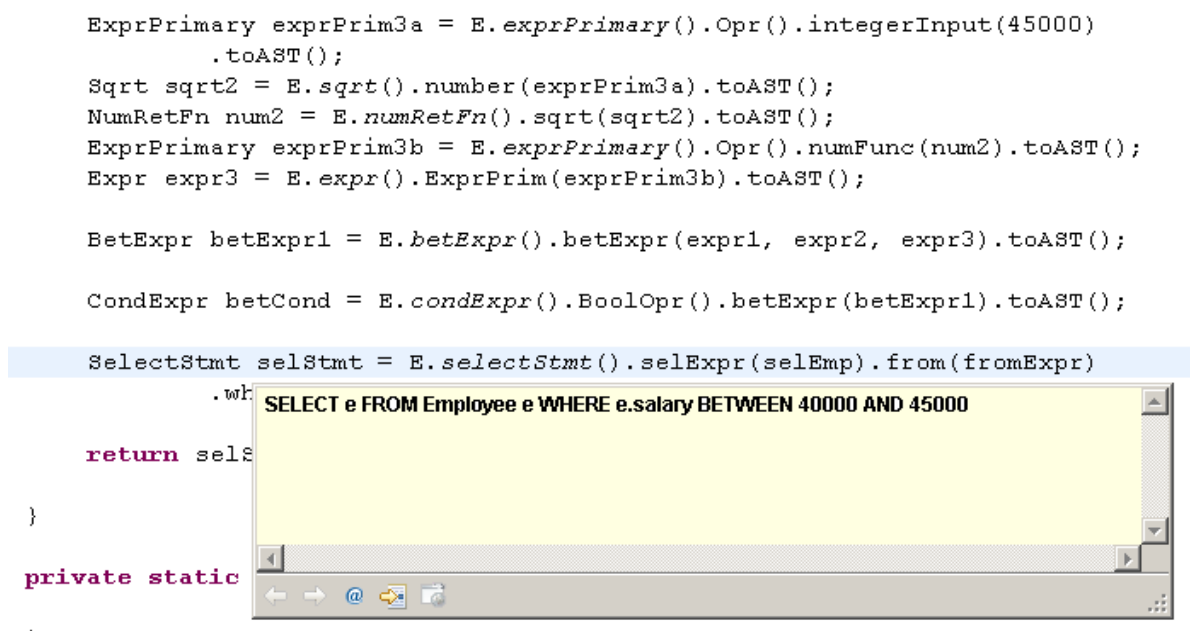 ExprPrimary exprPrim3a = E.exprPrimary().Opr().integerInput(45000)
.toAST();
Sqrt sqrt2 = E.sqrt().number(exprPrim3a).toAST();
NumRetFn num2 = E.numRetFn().sqrt(sqrt2).toAST();
ExprPrimary exprPrim3b = E.exprPrimary().Opr().numFunc(num2).toAST();
Expr expr3 = E.expr().ExprPrim(exprPrim3b).toAST();
BetExpr betExpr1 = E.betExpr().betExpr(expr1, expr2, expr3).toAST();
CondExpr betCond = E.condExpr().BoolOpr().betExpr(betExpr1).toAST();
SelectStmt selStmt = E.selectStmt().selExpr(selEmp).from(fromExpr)
.wh
SELECT e FROM Employee e WHERE e.salary BETWEEN 40000 AND 45000
return selS
}
private static